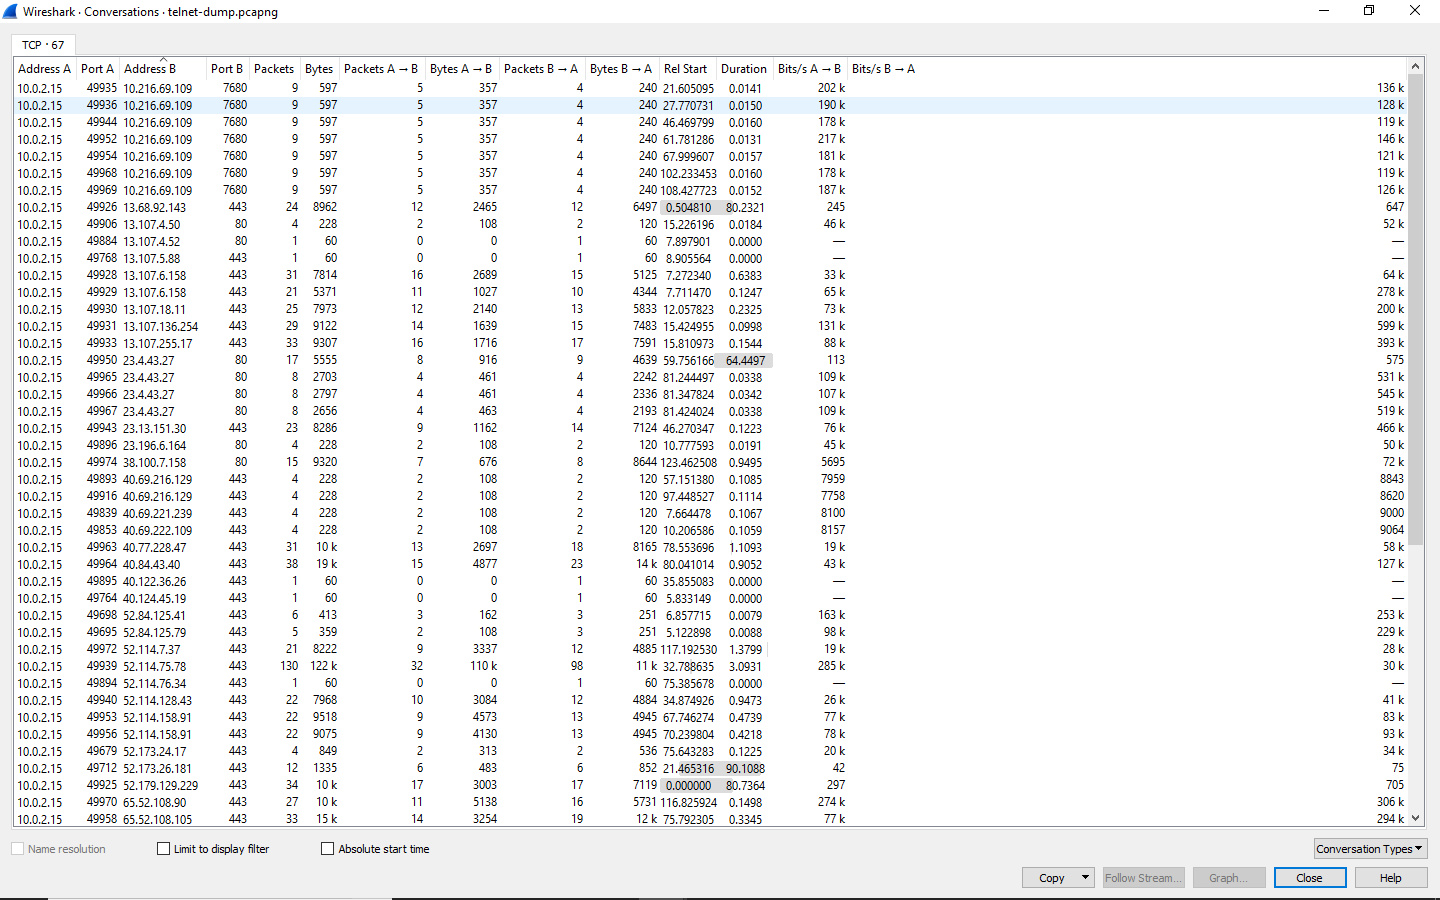 Wireshark · Conversations · telnet-dump.pcapng
TCP · 67
Address A Port A Address B Port B Packets Bytes Packets A → B Bytes A → B Packets B → A Bytes B → A Rel Start Duration Bits/s A → B Bits/s B → A
10.0.2.15 49935 10.216.69.109 7680 9 597 5 357 4 240 21.605095 0.0141 202 k 136 k
10.0.2.15 49936 10.216.69.109 7680 9 597 5 357 4 240 27.770731 0.0150 190 k 128 k
10.0.2.15 49944 10.216.69.109 7680 9 597 5 357 4 240 46.469799 0.0160 178 k 119 k
10.0.2.15 49952 10.216.69.109 7680 9 597 5 357 4 240 61.781286 0.0131 217 k 146 k
10.0.2.15 49954 10.216.69.109 7680 9 597 5 357 4 240 67.999607 0.0157 181 k 121 k
10.0.2.15 49968 10.216.69.109 7680 9 597 5 357 4 240 102.233453 0.0160 178 k 119 k
10.0.2.15 49969 10.216.69.109 7680 9 597 5 357 4 240 108.427723 0.0152 187 k 126 k
10.0.2.15 49926 13.68.92.143 443 24 8962 12 2465 12 6497 0.504810 80.2321 245 647
10.0.2.15 49906 13.107.4.50 80 4 228 2 108 2 120 15.226196 0.0184 46 k 52 k
10.0.2.15 49884 13.107.4.52 80 1 60 0 0 1 60 7.897901 0.0000 — —
10.0.2.15 49768 13.107.5.88 443 1 60 0 0 1 60 8.905564 0.0000 — —
10.0.2.15 49928 13.107.6.158 443 31 7814 16 2689 15 5125 7.272340 0.6383 33 k 64 k
10.0.2.15 49929 13.107.6.158 443 21 5371 11 1027 10 4344 7.711470 0.1247 65 k 278 k
10.0.2.15 49930 13.107.18.11 443 25 7973 12 2140 13 5833 12.057823 0.2325 73 k 200 k
10.0.2.15 49931 13.107.136.254 443 29 9122 14 1639 15 7483 15.424955 0.0998 131 k 599 k
10.0.2.15 49933 13.107.255.17 443 33 9307 16 1716 17 7591 15.810973 0.1544 88 k 393 k
10.0.2.15 49950 23.4.43.27 80 17 5555 8 916 9 4639 59.756166 64.4497 113 575
10.0.2.15 49965 23.4.43.27 80 8 2703 4 461 4 2242 81.244497 0.0338 109 k 531 k
10.0.2.15 49966 23.4.43.27 80 8 2797 4 461 4 2336 81.347824 0.0342 107 k 545 k
10.0.2.15 49967 23.4.43.27 80 8 2656 4 463 4 2193 81.424024 0.0338 109 k 519 k
10.0.2.15 49943 23.13.151.30 443 23 8286 9 1162 14 7124 46.270347 0.1223 76 k 466 k
10.0.2.15 49896 23.196.6.164 80 4 228 2 108 2 120 10.777593 0.0191 45 k 50 k
10.0.2.15 49974 38.100.7.158 80 15 9320 7 676 8 8644 123.462508 0.9495 5695 72 k
10.0.2.15 49893 40.69.216.129 443 4 228 2 108 2 120 57.151380 0.1085 7959 8843
10.0.2.15 49916 40.69.216.129 443 4 228 2 108 2 120 97.448527 0.1114 7758 8620
10.0.2.15 49839 40.69.221.239 443 4 228 2 108 2 120 7.664478 0.1067 8100 9000
10.0.2.15 49853 40.69.222.109 443 4 228 2 108 2 120 10.206586 0.1059 8157 9064
10.0.2.15 49963 40.77.228.47 443 31 10 k 13 2697 18 8165 78.553696 1.1093 19 k 58 k
10.0.2.15 49964 40.84.43.40 443 38 19 k 15 4877 23 14 k 80.041014 0.9052 43 k 127 k
10.0.2.15 49895 40.122.36.26 443 1 60 0 0 1 60 35.855083 0.0000 — —
10.0.2.15 49764 40.124.45.19 443 1 60 0 0 1 60 5.833149 0.0000 — —
10.0.2.15 49698 52.84.125.41 443 6 413 3 162 3 251 6.857715 0.0079 163 k 253 k
10.0.2.15 49695 52.84.125.79 443 5 359 2 108 3 251 5.122898 0.0088 98 k 229 k
10.0.2.15 49972 52.114.7.37 443 21 8222 9 3337 12 4885 117.192530 1.3799 19 k 28 k
10.0.2.15 49939 52.114.75.78 443 130 122 k 32 110 k 98 11 k 32.788635 3.0931 285 k 30 k
10.0.2.15 49894 52.114.76.34 443 1 60 0 0 1 60 75.385678 0.0000 — —
10.0.2.15 49940 52.114.128.43 443 22 7968 10 3084 12 4884 34.874926 0.9473 26 k 41 k
10.0.2.15 49953 52.114.158.91 443 22 9518 9 4573 13 4945 67.746274 0.4739 77 k 83 k
10.0.2.15 49956 52.114.158.91 443 22 9075 9 4130 13 4945 70.239804 0.4218 78 k 93 k
10.0.2.15 49679 52.173.24.17 443 4 849 2 313 2 536 75.643283 0.1225 20 k 34 k
10.0.2.15 49712 52.173.26.181 443 12 1335 6 483 6 852 21.465316 90.1088 42 75
10.0.2.15 49925 52.179.129.229 443 34 10 k 17 3003 17 7119 0.000000 80.7364 297 705
10.0.2.15 49970 65.52.108.90 443 27 10 k 11 5138 16 5731 116.825924 0.1498 274 k 306 k
10.0.2.15 49958 65.52.108.105 443 33 15 k 14 3254 19 12 k 75.792305 0.3345 77 k 294 k
Name resolution Limit to display filter Absolute start time Conversation Types
Copy Follow Stream... Graph... Close Help